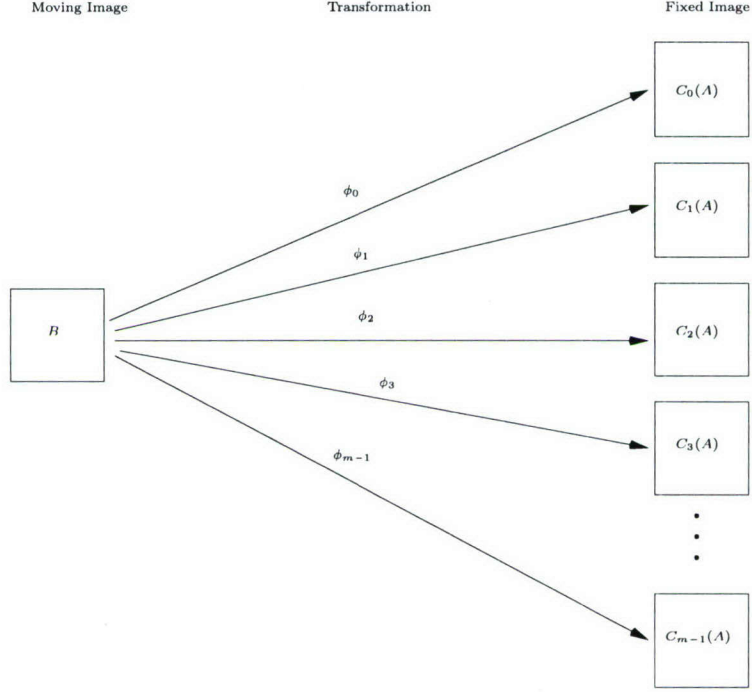 Moving Image Transformation Fixed Image
C₀(A)
ϕ₀
C₁(A)
ϕ₁
ϕ₂
B
C₂(A)
ϕ₃
C₃(A)
ϕₘ₋₁
Cₘ₋₁(A)